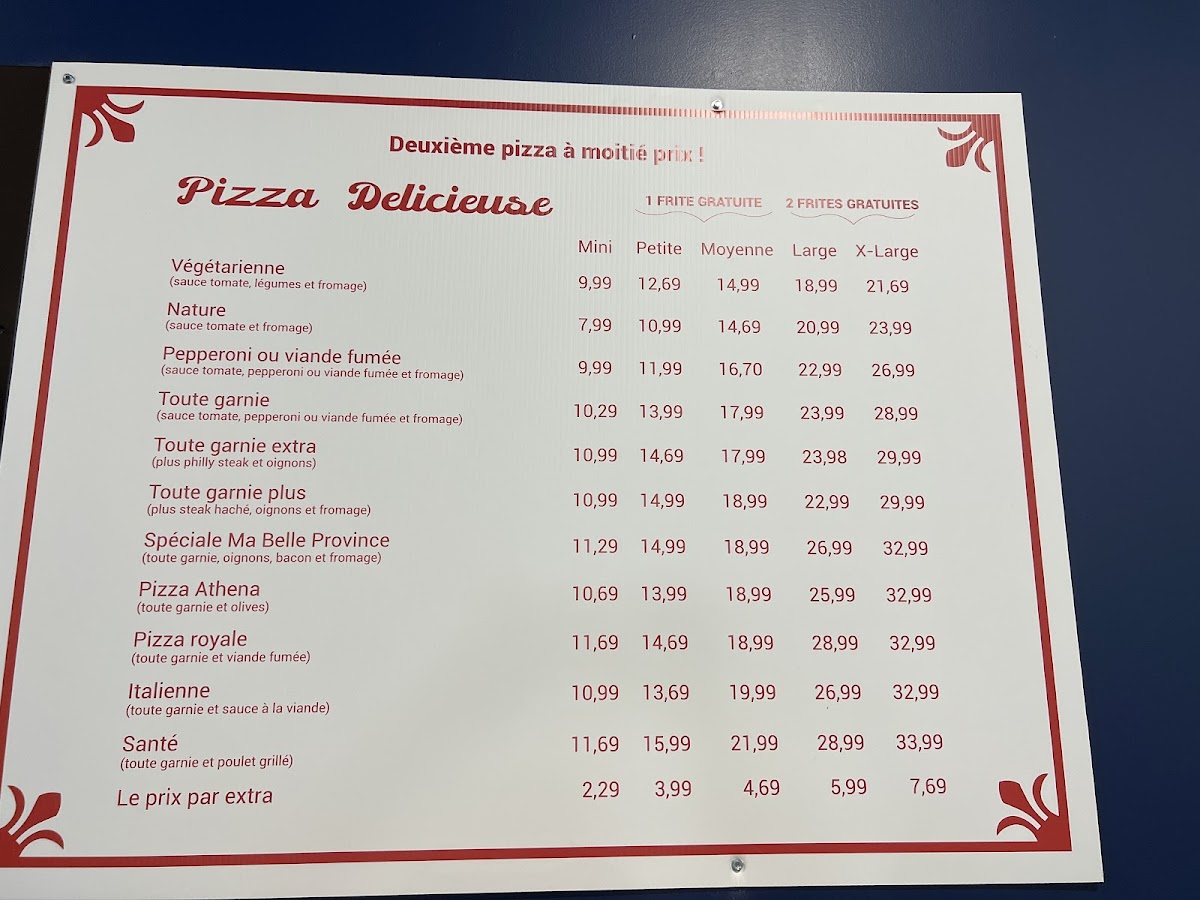 Deuxième pizza à moitié prix !
Pizza Delicieuse
1 FRITE GRATUITE 2 FRITES GRATUITES
Mini Petite Moyenne Large X-Large
Végétarienne
(sauce tomate, légumes et fromage)
9,99 12,69 14,99 18,99 21,69
Nature
(sauce tomate et fromage)
7,99 10,99 14,69 20,99 23,99
Pepperoni ou viande fumée
(sauce tomate, pepperoni ou viande fumée et fromage)
9,99 11,99 16,70 22,99 26,99
Toute garnie
(sauce tomate, pepperoni ou viande fumée et fromage)
10,29 13,99 17,99 23,99 28,99
Toute garnie extra
(plus philly steak et oignons)
10,99 14,69 17,99 23,98 29,99
Toute garnie plus
(plus steak haché, oignons et fromage)
10,99 14,99 18,99 22,99 29,99
Spéciale Ma Belle Province
(toute garnie, oignons, bacon et fromage)
11,29 14,99 18,99 26,99 32,99
Pizza Athena
(toute garnie et olives)
10,69 13,99 18,99 25,99 32,99
Pizza royale
(toute garnie et viande fumée)
11,69 14,69 18,99 28,99 32,99
Italienne
(toute garnie et sauce à la viande)
10,99 13,69 19,99 26,99 32,99
Santé
(toute garnie et poulet grillé)
11,69 15,99 21,99 28,99 33,99
Le prix par extra 2,29 3,99 4,69 5,99 7,69